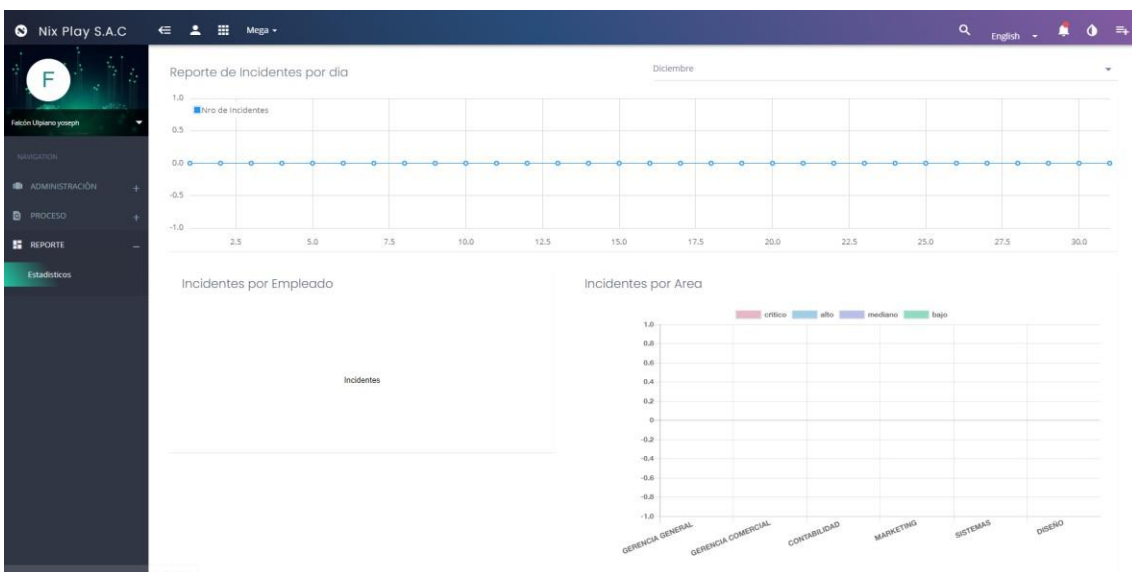 Nix Play S.A.C
Mega
English
F
Falcón Ulpiano yoseph
NAVIGATION
ADMINISTRACIÓN +
PROCESO +
REPORTE –
Estadisticos
Reporte de Incidentes por dia
Diciembre
Nro de Incidentes
1.0
0.5
0.0
-0.5
-1.0
2.5 5.0 7.5 10.0 12.5 15.0 17.5 20.0 22.5 25.0 27.5 30.0
Incidentes por Empleado
Incidentes
Incidentes por Area
critico alto mediano bajo
1.0
0.8
0.6
0.4
0.2
0
-0.2
-0.4
-0.6
-0.8
-1.0
GERENCIA GENERAL GERENCIA COMERCIAL CONTABILIDAD MARKETING SISTEMAS DISEÑO